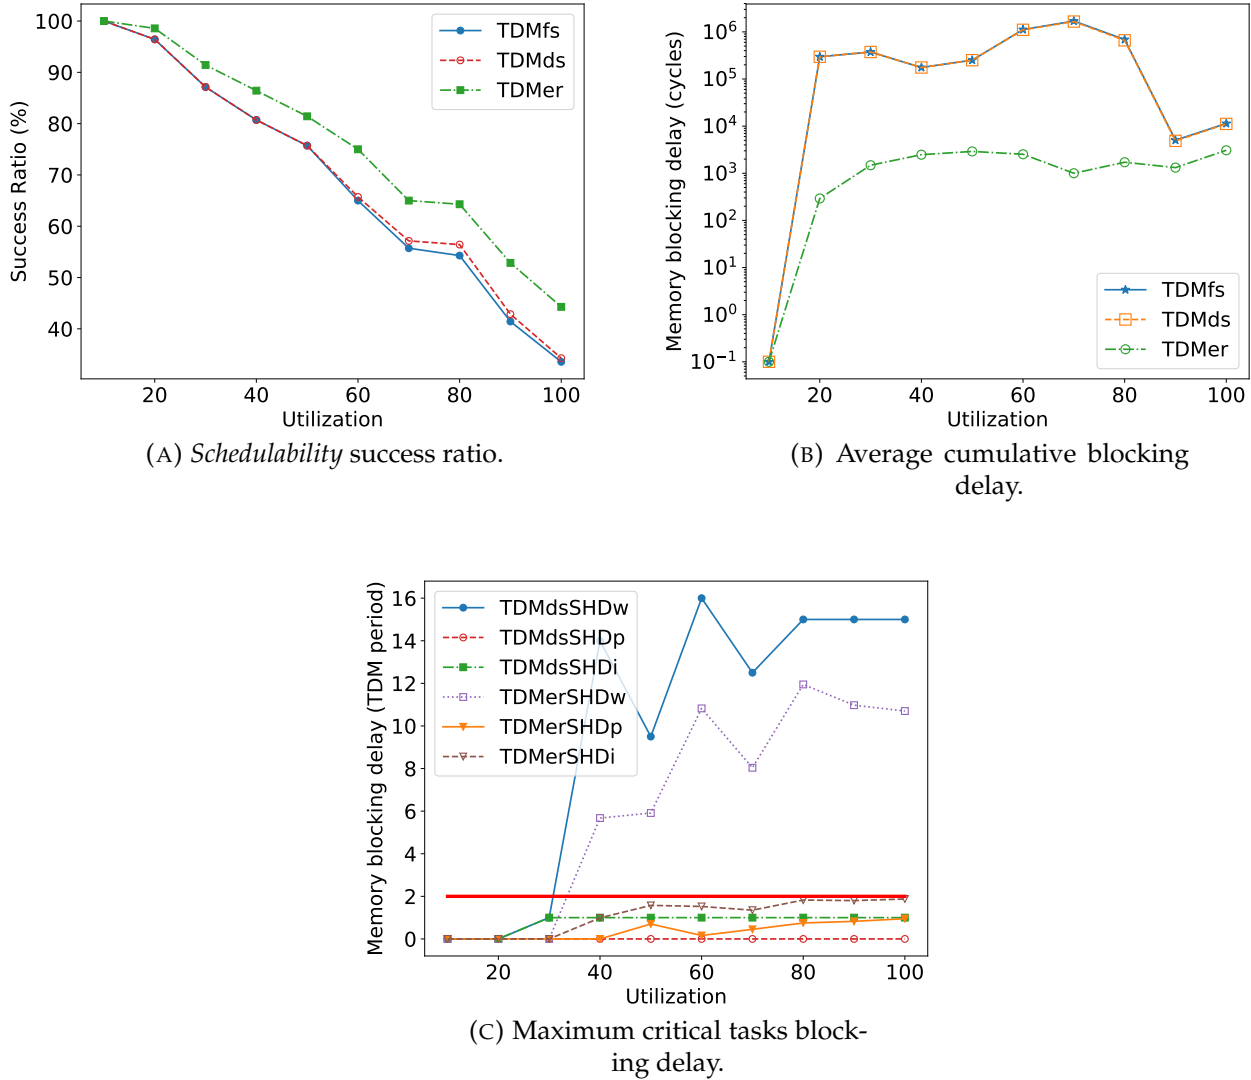 100
90
80
70
60
50
40
Success Ratio (%)
TDMfs
TDMds
TDMer
20 40 60 80 100
Utilization
(A) Schedulability success ratio.
10^6
10^5
10^4
10^3
10^2
10^1
10^0
10^−1
Memory blocking delay (cycles)
TDMfs
TDMds
TDMer
20 40 60 80 100
Utilization
(B) Average cumulative blocking
delay.
16
14
12
10
8
6
4
2
0
Memory blocking delay (TDM period)
TDMdsSHDw
TDMdsSHDp
TDMdsSHDi
TDMerSHDw
TDMerSHDp
TDMerSHDi
20 40 60 80 100
Utilization
(C) Maximum critical tasks block-
ing delay.